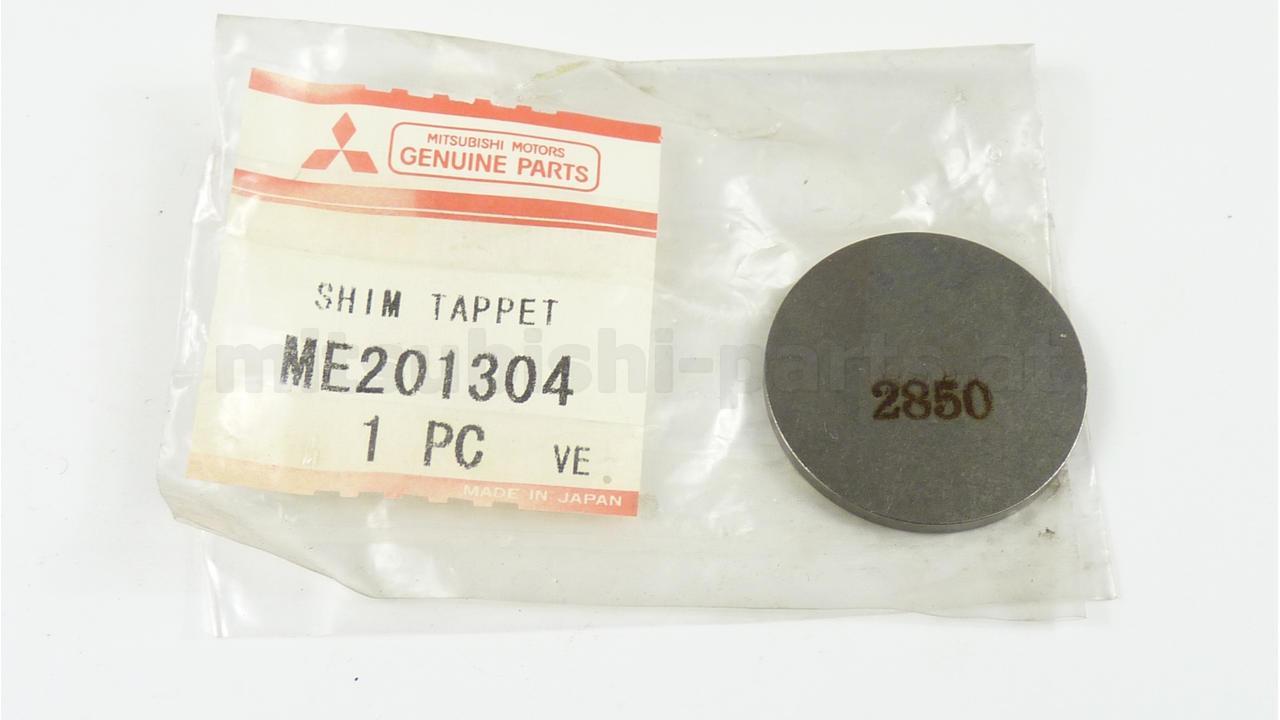 MITSUBISHI MOTORS
GENUINE PARTS
SHIM TAPPET
mitsubishi-parts.at
ME201304
1 PC VE.
MADE IN JAPAN
2850